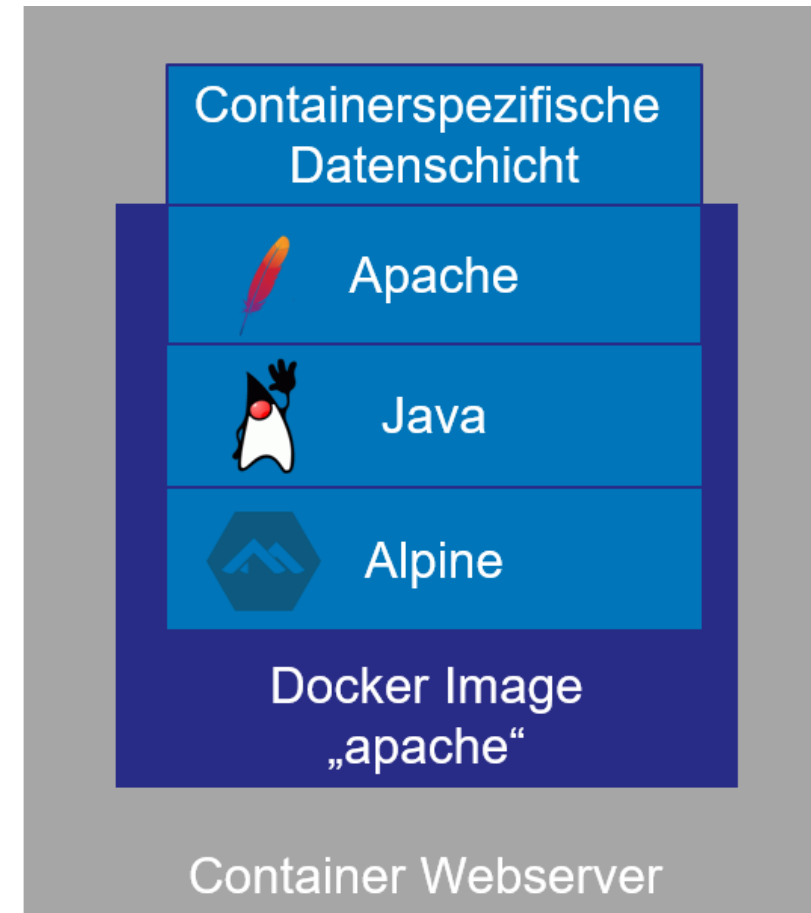 Containerspezifische
Datenschicht
Apache
Java
Alpine
Docker Image
„apache“
Container Webserver